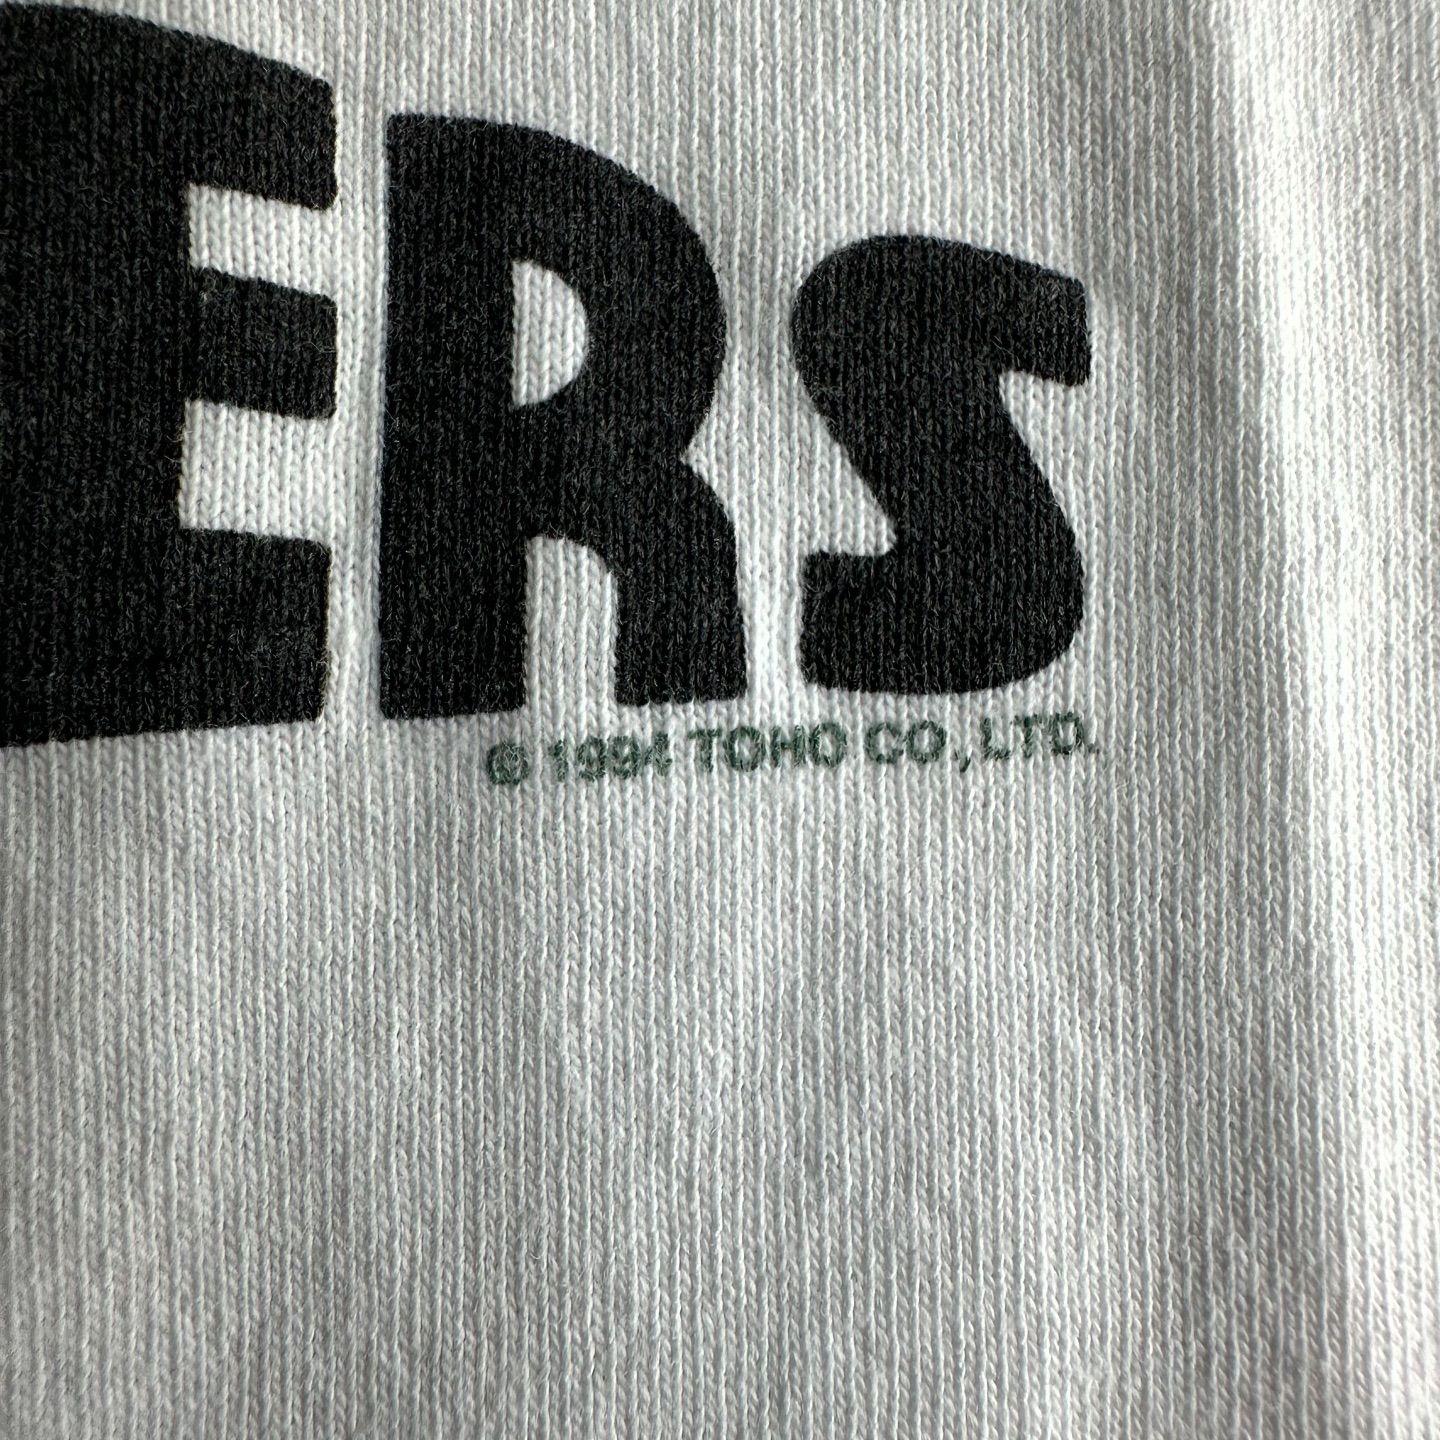 ERS
© 1994 TOHO CO., LTD.